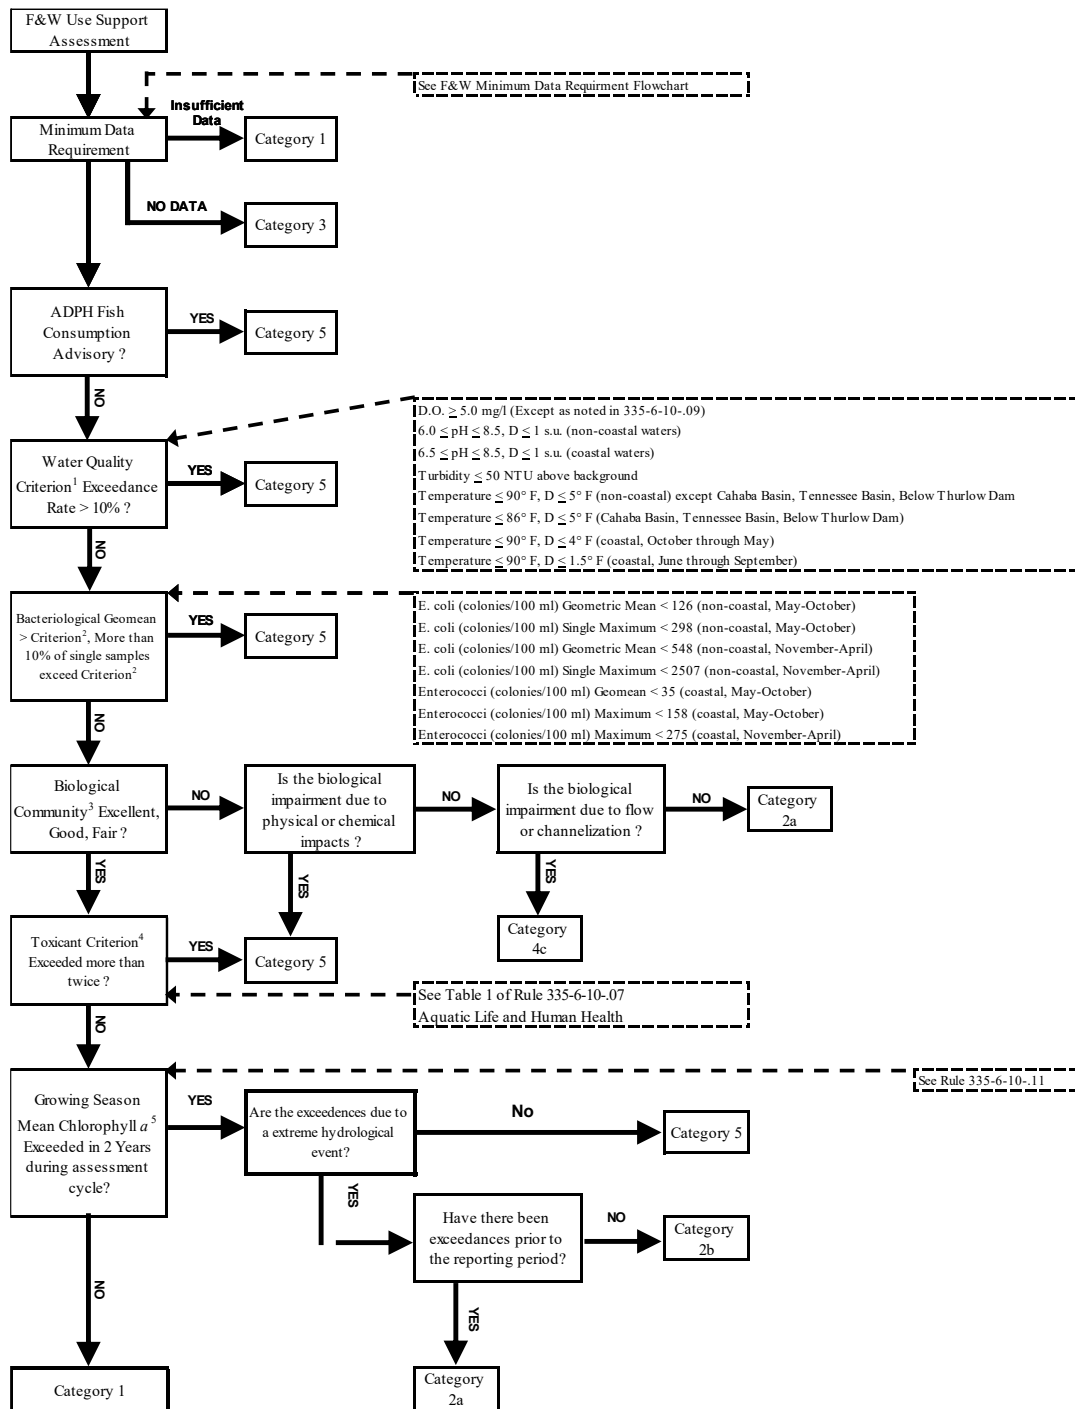 F&W Use Support
Assessment
See F&W Minimum Data Requirment Flowchart
Insufficient
Data
Minimum Data
Requirement
Category 1
NO DATA
Category 3
ADPH Fish
Consumption
Advisory ?
YES
Category 5
NO
D.O. ≥ 5.0 mg/l (Except as noted in 335-6-10-.09)
6.0 ≤ pH ≤ 8.5, D ≤ 1 s.u. (non-coastal waters)
6.5 ≤ pH ≤ 8.5, D ≤ 1 s.u. (coastal waters)
Turbidity ≤ 50 NTU above background
Temperature ≤ 90° F, D ≤ 5° F (non-coastal) except Cahaba Basin, Tennessee Basin, Below Thurlow Dam
Temperature ≤ 86° F, D ≤ 5° F (Cahaba Basin, Tennessee Basin, Below Thurlow Dam)
Temperature ≤ 90° F, D ≤ 4° F (coastal, October through May)
Temperature ≤ 90° F, D ≤ 1.5° F (coastal, June through September)
Water Quality
Criterion1 Exceedance
Rate > 10% ?
YES
Category 5
NO
Bacteriological Geomean
> Criterion2, More than
10% of single samples
exceed Criterion2
YES
Category 5
E. coli (colonies/100 ml) Geometric Mean < 126 (non-coastal, May-October)
E. coli (colonies/100 ml) Single Maximum < 298 (non-coastal, May-October)
E. coli (colonies/100 ml) Geometric Mean < 548 (non-coastal, November-April)
E. coli (colonies/100 ml) Single Maximum < 2507 (non-coastal, November-April)
Enterococci (colonies/100 ml) Geomean < 35 (coastal, May-October)
Enterococci (colonies/100 ml) Maximum < 158 (coastal, May-October)
Enterococci (colonies/100 ml) Maximum < 275 (coastal, November-April)
NO
Biological
Community3 Excellent,
Good, Fair ?
NO
Is the biological
impairment due to
physical or chemical
impacts ?
NO
Is the biological
impairment due to flow
or channelization ?
NO
Category
2a
YES
YES
YES
Toxicant Criterion4
Exceeded more than
twice ?
YES
Category 5
Category
4c
See Table 1 of Rule 335-6-10-.07
Aquatic Life and Human Health
NO
See Rule 335-6-10-.11
Growing Season
Mean Chlorophyll a5
Exceeded in 2 Years
during assessment
cycle?
YES
Are the exceedences due to
a extreme hydrological
event?
No
Category 5
YES
Have there been
exceedances prior to
the reporting period?
NO
Category
2b
NO
YES
Category 1
Category
2a